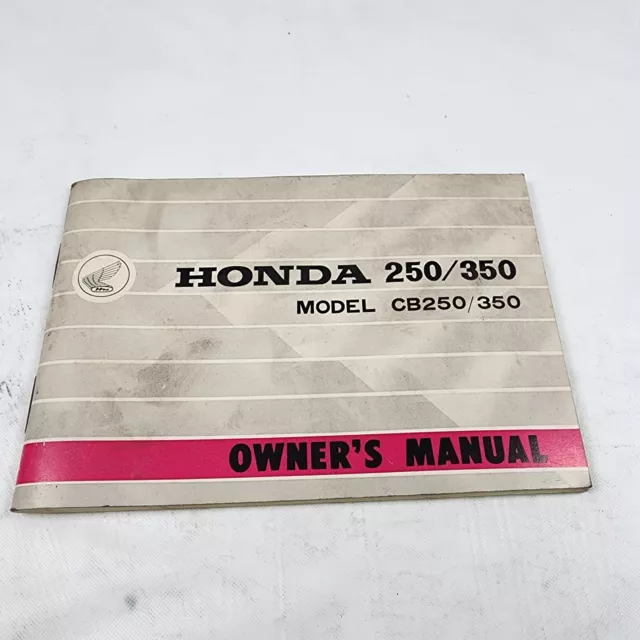 HONDA 250/350
MODEL CB250/350
OWNER'S MANUAL